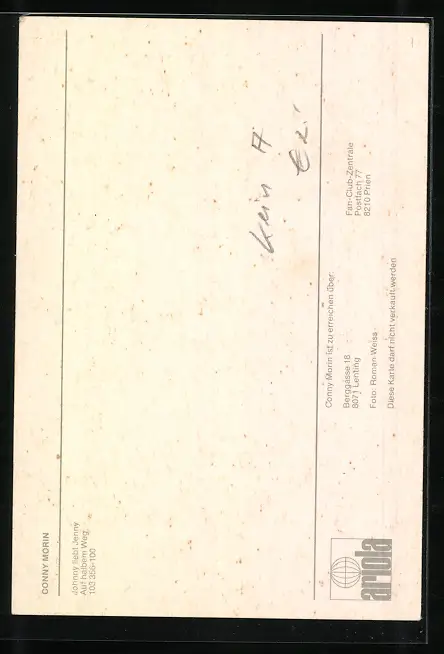 CONNY MORIN
Johnny liebt Jenny
Auf halbem Weg
103 356-100
kein A
Conny Morin ist zu erreichen über:
Berggasse 18
8071 Lenting
Fan-Club-Zentrale
Postfach 77
8210 Prien
Foto: Roman Weiss
Diese Karte darf nicht verkauft werden
ariola